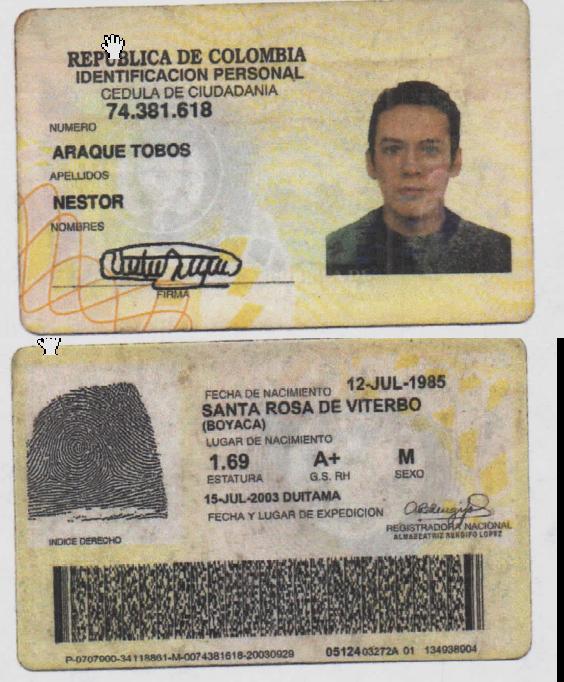 REPUBLICA DE COLOMBIA
IDENTIFICACION PERSONAL
CEDULA DE CIUDADANIA
74.381.618
NUMERO
ARAQUE TOBOS
APELLIDOS
NESTOR
NOMBRES
FIRMA
FECHA DE NACIMIENTO 12-JUL-1985
SANTA ROSA DE VITERBO
(BOYACA)
LUGAR DE NACIMIENTO
1.69 A+ M
ESTATURA G.S. RH SEXO
15-JUL-2003 DUITAMA
FECHA Y LUGAR DE EXPEDICION
REGISTRADORA NACIONAL
ALMABEATRIZ RENGIFO LOPEZ
INDICE DERECHO
P-0707900-34118861-M-0074381618-20030929 0512403272A 01 134938904